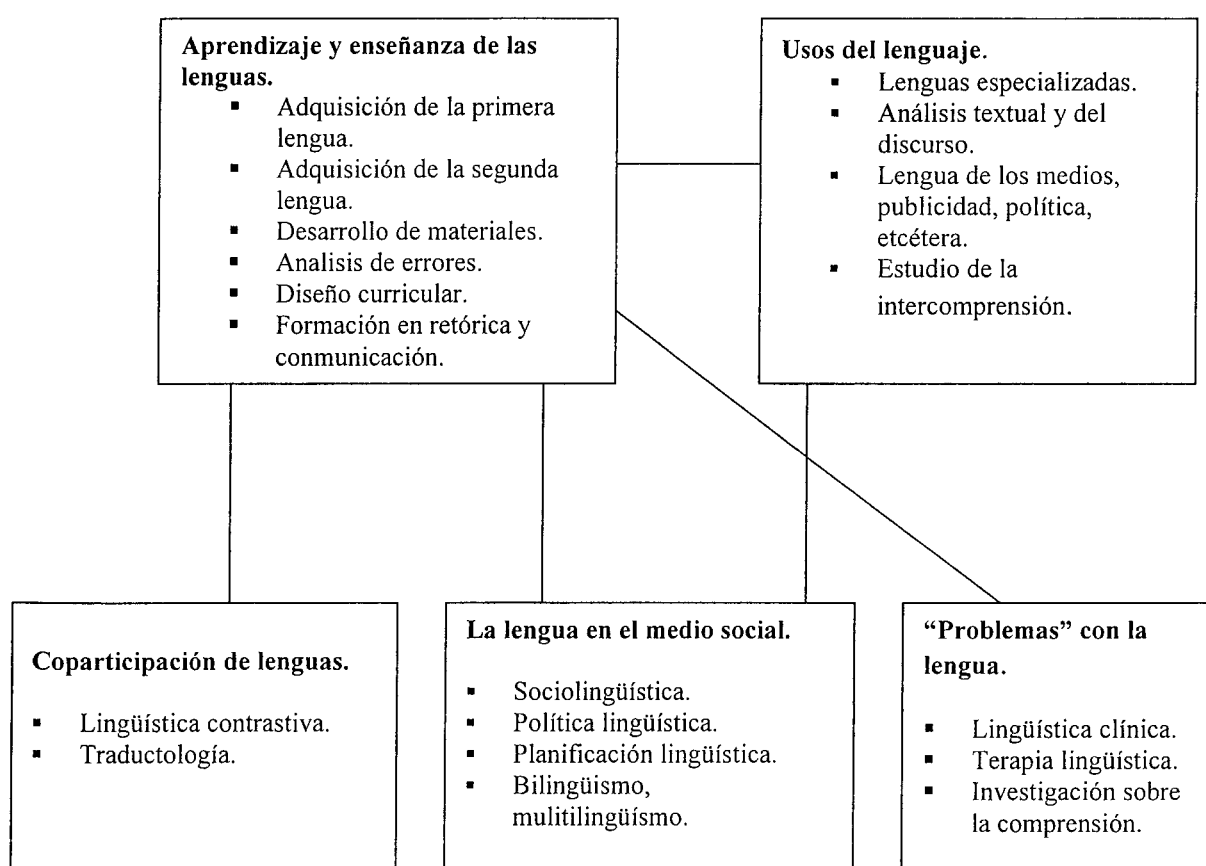 Aprendizaje y enseñanza de las
lenguas.
▪ Adquisición de la primera
lengua.
▪ Adquisición de la segunda
lengua.
▪ Desarrollo de materiales.
▪ Analisis de errores.
▪ Diseño curricular.
▪ Formación en retórica y
conmunicación.
Usos del lenguaje.
▪ Lenguas especializadas.
▪ Análisis textual y del
discurso.
▪ Lengua de los medios,
publicidad, política,
etcétera.
▪ Estudio de la
intercomprensión.
Coparticipación de lenguas.
▪ Lingüística contrastiva.
▪ Traductología.
La lengua en el medio social.
▪ Sociolingüística.
▪ Política lingüística.
▪ Planificación lingüística.
▪ Bilingüismo,
mulitilingüísmo.
“Problemas” con la
lengua.
▪ Lingüística clínica.
▪ Terapia lingüística.
▪ Investigación sobre
la comprensión.